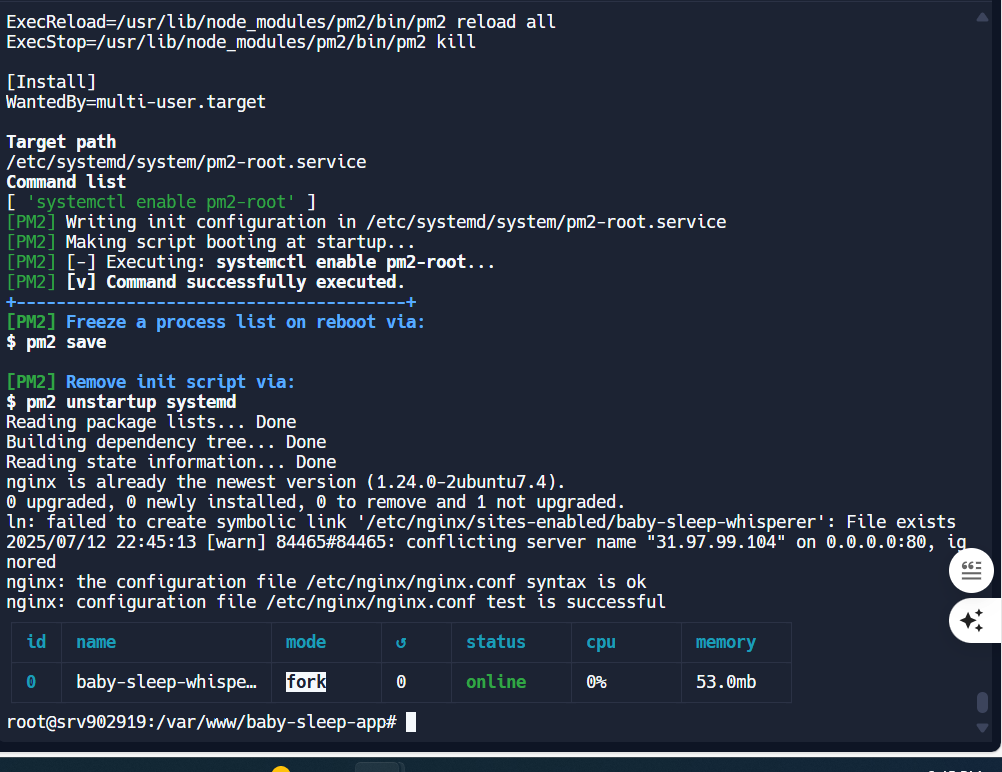 ExecReload=/usr/lib/node_modules/pm2/bin/pm2 reload all
ExecStop=/usr/lib/node_modules/pm2/bin/pm2 kill
[Install]
WantedBy=multi-user.target
Target path
/etc/systemd/system/pm2-root.service
Command list
[ 'systemctl enable pm2-root' ]
[PM2] Writing init configuration in /etc/systemd/system/pm2-root.service
[PM2] Making script booting at startup...
[PM2] [-] Executing: systemctl enable pm2-root...
[PM2] [v] Command successfully executed.
+---------------------------------------+
[PM2] Freeze a process list on reboot via:
$ pm2 save
[PM2] Remove init script via:
$ pm2 unstartup systemd
Reading package lists... Done
Building dependency tree... Done
Reading state information... Done
nginx is already the newest version (1.24.0-2ubuntu7.4).
0 upgraded, 0 newly installed, 0 to remove and 1 not upgraded.
ln: failed to create symbolic link '/etc/nginx/sites-enabled/baby-sleep-whisperer': File exists
2025/07/12 22:45:13 [warn] 84465#84465: conflicting server name "31.97.99.104" on 0.0.0.0:80, ig
nored
nginx: the configuration file /etc/nginx/nginx.conf syntax is ok
nginx: configuration file /etc/nginx/nginx.conf test is successful
id name mode ↺ status cpu memory
0 baby-sleep-whispe… fork 0 online 0% 53.0mb
root@srv902919:/var/www/baby-sleep-app#